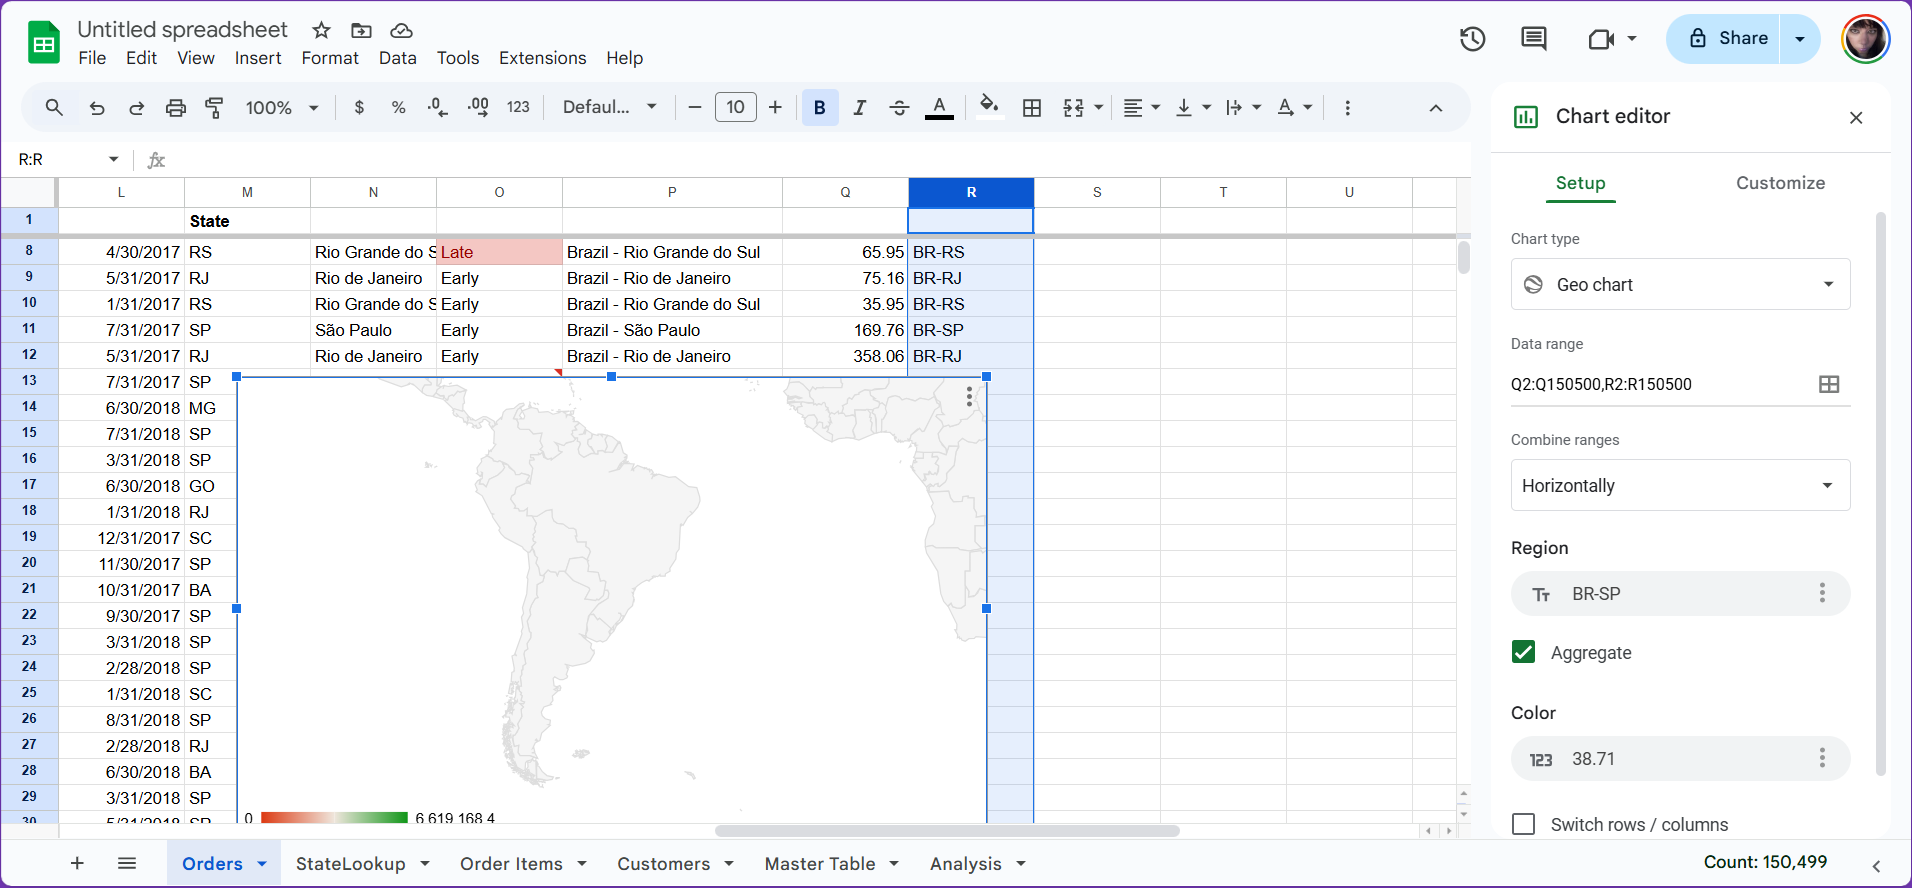 Untitled spreadsheet
File Edit View Insert Format Data Tools Extensions Help
Share
100% $ % .0 .00 123 Defaul... 10 B I A A
Chart editor
R:R fx
Setup Customize
L M N O P Q R S T U
1 State
8 4/30/2017 RS Rio Grande do S Late Brazil - Rio Grande do Sul 65.95 BR-RS
9 5/31/2017 RJ Rio de Janeiro Early Brazil - Rio de Janeiro 75.16 BR-RJ
10 1/31/2017 RS Rio Grande do S Early Brazil - Rio Grande do Sul 35.95 BR-RS
11 7/31/2017 SP São Paulo Early Brazil - São Paulo 169.76 BR-SP
12 5/31/2017 RJ Rio de Janeiro Early Brazil - Rio de Janeiro 358.06 BR-RJ
13 7/31/2017 SP
14 6/30/2018 MG
15 7/31/2018 SP
16 3/31/2018 SP
17 6/30/2018 GO
18 1/31/2018 RJ
19 12/31/2017 SC
20 11/30/2017 SP
21 10/31/2017 BA
22 9/30/2017 SP
23 3/31/2018 SP
24 2/28/2018 SP
25 1/31/2018 SC
26 8/31/2018 SP
27 2/28/2018 RJ
28 6/30/2018 BA
29 3/31/2018 SP
30 5/31/2018 SP
0 6 619 168.4
Chart type
Geo chart
Data range
Q2:Q150500,R2:R150500
Combine ranges
Horizontally
Region
Tт BR-SP
Aggregate
Color
123 38.71
Switch rows / columns
Orders StateLookup Order Items Customers Master Table Analysis
Count: 150,499